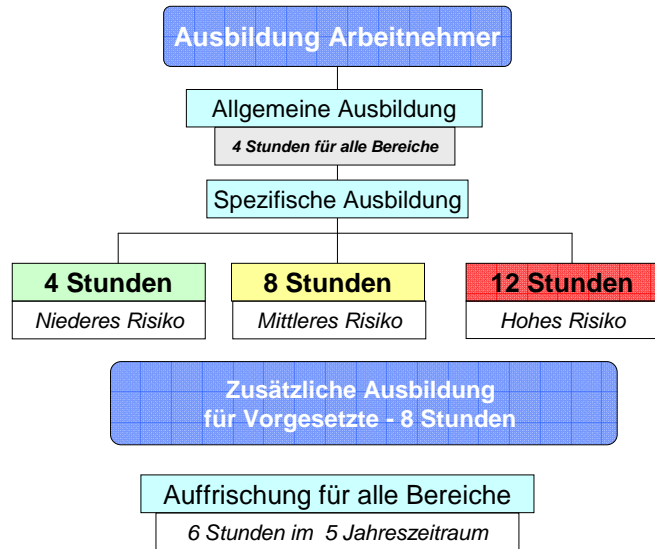 Ausbildung Arbeitnehmer
Allgemeine Ausbildung
4 Stunden für alle Bereiche
Spezifische Ausbildung
4 Stunden
Niederes Risiko
8 Stunden
Mittleres Risiko
12 Stunden
Hohes Risiko
Zusätzliche Ausbildung
für Vorgesetzte - 8 Stunden
Auffrischung für alle Bereiche
6 Stunden im 5 Jahreszeitraum